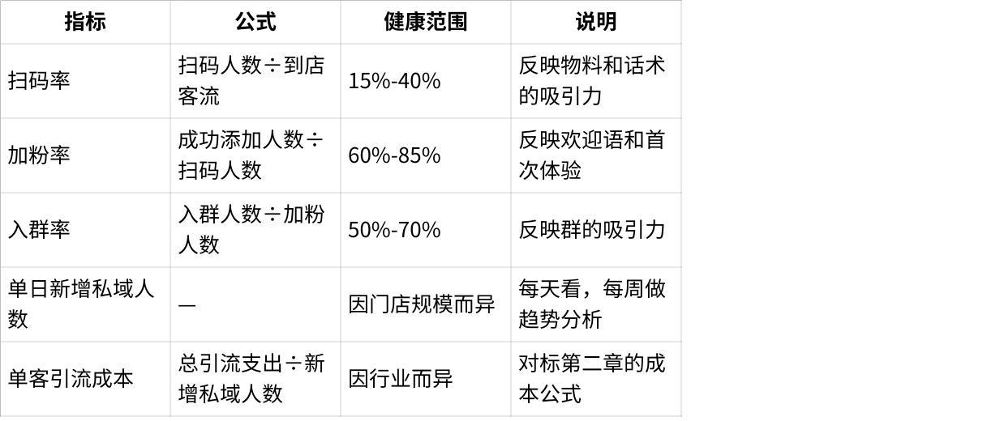 指标 公式 健康范围 说明
扫码率 扫码人数÷到店客流 15%-40% 反映物料和话术的吸引力
加粉率 成功添加人数÷扫码人数 60%-85% 反映欢迎语和首次体验
入群率 入群人数÷加粉人数 50%-70% 反映群的吸引力
单日新增私域人数 — 因门店规模而异 每天看，每周做趋势分析
单客引流成本 总引流支出÷新增私域人数 因行业而异 对标第二章的成本公式